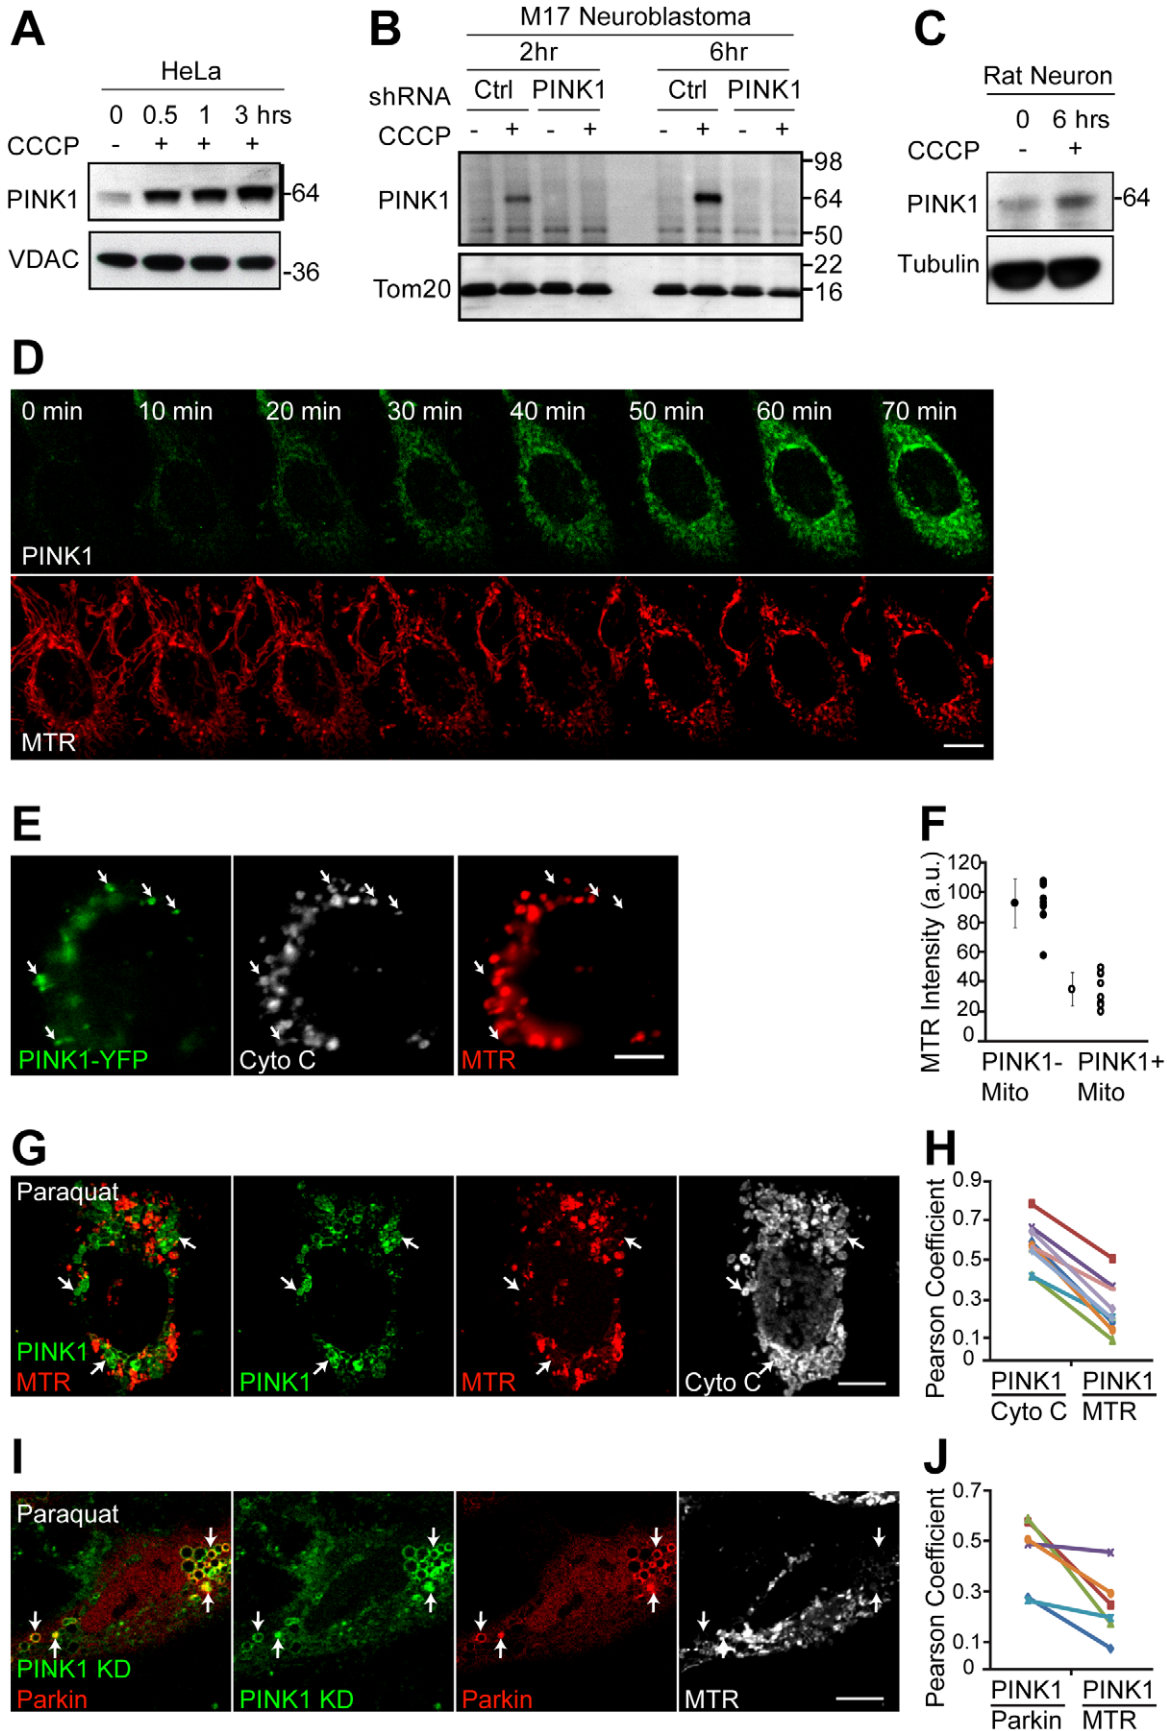 A
HeLa
0 0.5 1 3 hrs
CCCP - + + +
PINK1 -64
VDAC -36
B
M17 Neuroblastoma
2hr 6hr
shRNA Ctrl PINK1 Ctrl PINK1
CCCP - + - + - + - +
98
PINK1 64
50
22
Tom20 16
C
Rat Neuron
0 6 hrs
CCCP - +
PINK1 -64
Tubulin
D
0 min 10 min 20 min 30 min 40 min 50 min 60 min 70 min
PINK1
MTR
E
PINK1-YFP Cyto C MTR
F
MTR Intensity (a.u.)
120
100
80
60
40
20
0
PINK1- PINK1+
Mito Mito
G
Paraquat
PINK1
MTR PINK1 MTR Cyto C
H
Pearson Coefficient
0.9
0.7
0.5
0.3
0.1
0
PINK1 PINK1
Cyto C MTR
I
Paraquat
PINK1 KD
Parkin PINK1 KD Parkin MTR
J
Pearson Coefficient
0.7
0.5
0.3
0.1
0
PINK1 PINK1
Parkin MTR